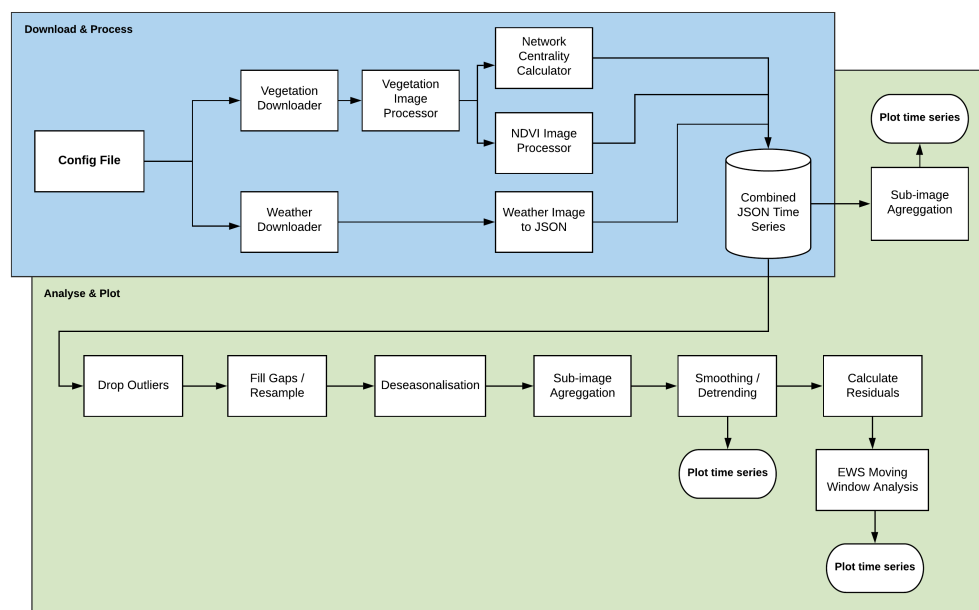 Download & Process
Network
Centrality
Calculator
Vegetation
Downloader
Vegetation
Image
Processor
Plot time series
NDVI Image
Processor
Config File
Combined
JSON Time
Series
Sub-image
Agreggation
Weather
Downloader
Weather Image
to JSON
Analyse & Plot
Drop Outliers
Fill Gaps /
Resample
Deseasonalisation
Sub-image
Agreggation
Smoothing /
Detrending
Calculate
Residuals
Plot time series
EWS Moving
Window Analysis
Plot time series